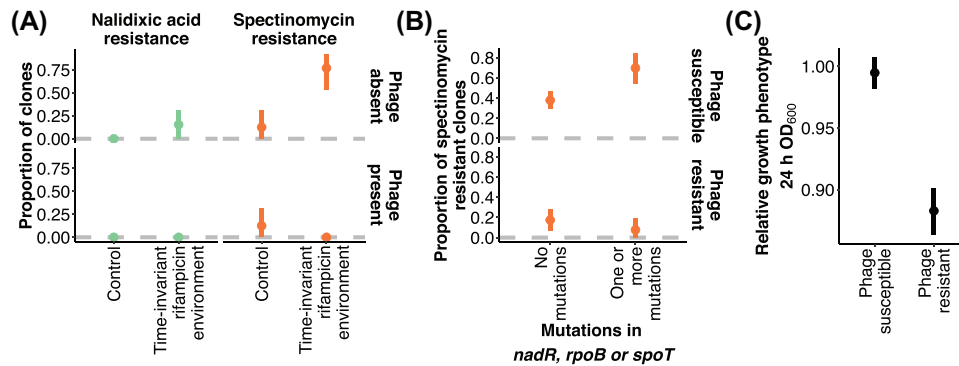 (A)
Nalidixic acid
resistance
Spectinomycin
resistance
Proportion of clones
0.75
0.50
0.25
0.00
0.75
0.50
0.25
0.00
Phage
absent
Phage
present
Control
Time-invariant
rifampicin
environment
Control
Time-invariant
rifampicin
environment
(B)
Proportion of spectinomycin
resistant clones
0.8
0.6
0.4
0.2
0.0
0.8
0.6
0.4
0.2
0.0
Phage
susceptible
Phage
resistant
No
mutations
One or
more
mutations
Mutations in
nadR, rpoB or spoT
(C)
Relative growth phenotype
24 h OD600
1.00
0.95
0.90
Phage
susceptible
Phage
resistant